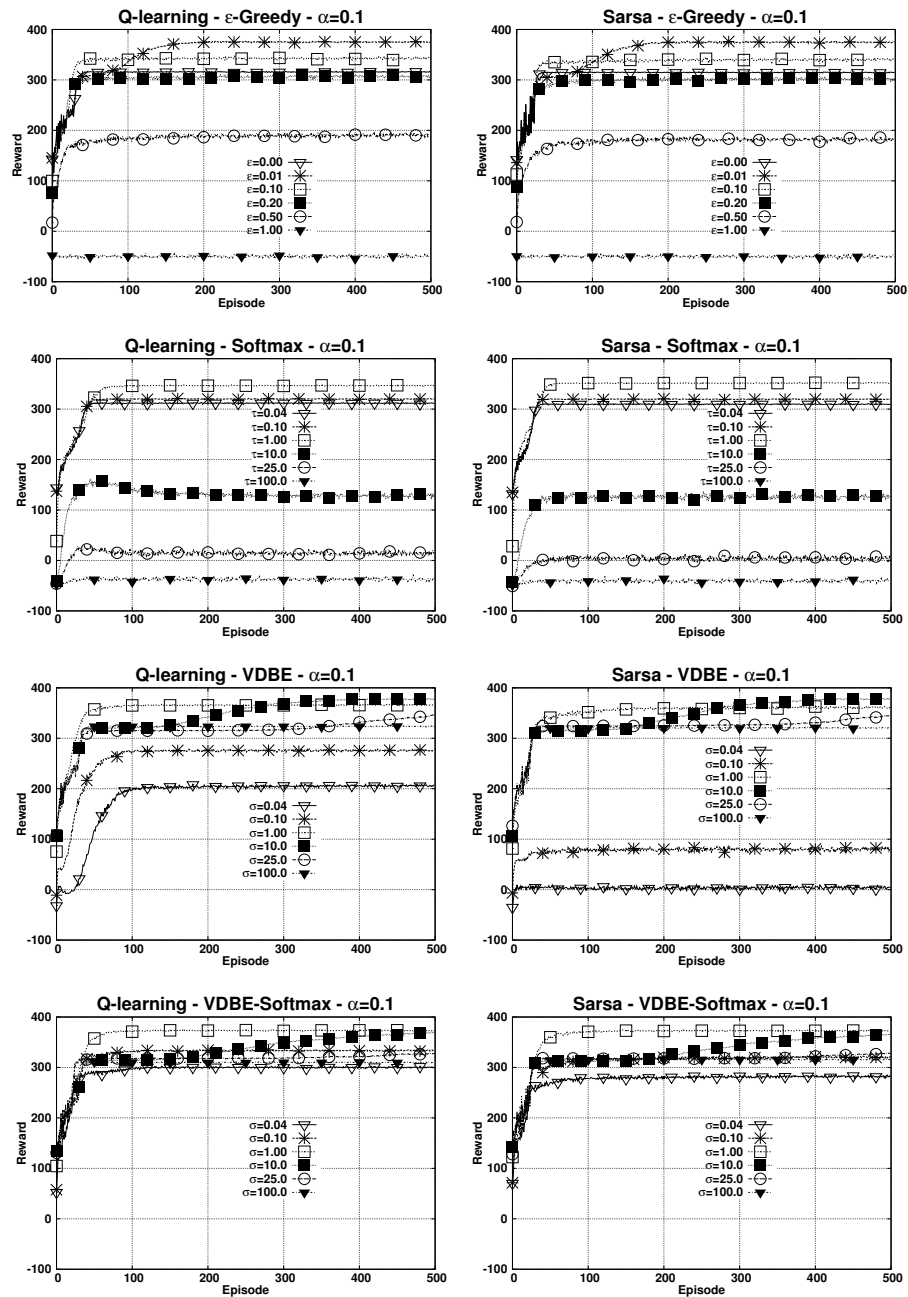 Q-learning - ε-Greedy - α=0.1
400
300
200
100
0
-100
0 100 200 300 400 500
Reward
Episode
ε=0.00
ε=0.01
ε=0.10
ε=0.20
ε=0.50
ε=1.00
Sarsa - ε-Greedy - α=0.1
400
300
200
100
0
-100
0 100 200 300 400 500
Reward
Episode
ε=0.00
ε=0.01
ε=0.10
ε=0.20
ε=0.50
ε=1.00
Q-learning - Softmax - α=0.1
400
300
200
100
0
-100
0 100 200 300 400 500
Reward
Episode
τ=0.04
τ=0.10
τ=1.00
τ=10.0
τ=25.0
τ=100.0
Sarsa - Softmax - α=0.1
400
300
200
100
0
-100
0 100 200 300 400 500
Reward
Episode
τ=0.04
τ=0.10
τ=1.00
τ=10.0
τ=25.0
τ=100.0
Q-learning - VDBE - α=0.1
400
300
200
100
0
-100
0 100 200 300 400 500
Reward
Episode
σ=0.04
σ=0.10
σ=1.00
σ=10.0
σ=25.0
σ=100.0
Sarsa - VDBE - α=0.1
400
300
200
100
0
-100
0 100 200 300 400 500
Reward
Episode
σ=0.04
σ=0.10
σ=1.00
σ=10.0
σ=25.0
σ=100.0
Q-learning - VDBE-Softmax - α=0.1
400
300
200
100
0
-100
0 100 200 300 400 500
Reward
Episode
σ=0.04
σ=0.10
σ=1.00
σ=10.0
σ=25.0
σ=100.0
Sarsa - VDBE-Softmax - α=0.1
400
300
200
100
0
-100
0 100 200 300 400 500
Reward
Episode
σ=0.04
σ=0.10
σ=1.00
σ=10.0
σ=25.0
σ=100.0